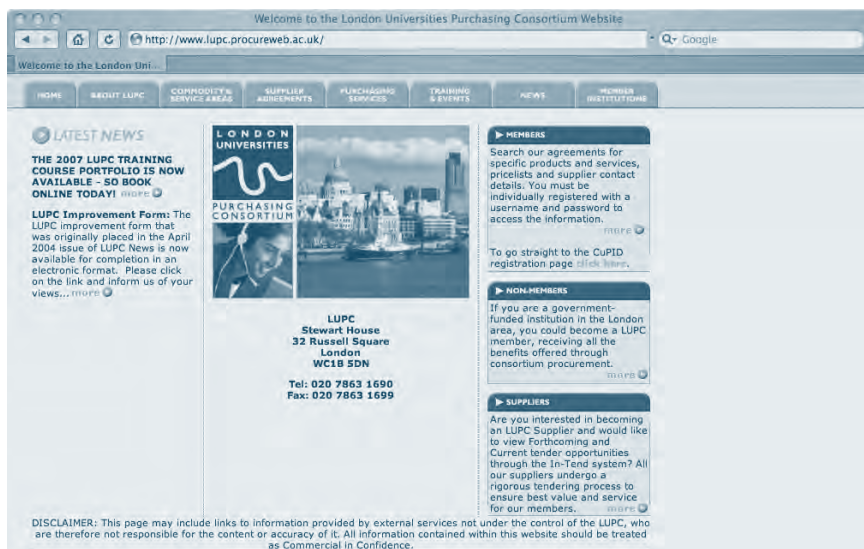 Welcome to the London Universities Purchasing Consortium Website
http://www.lupc.procureweb.ac.uk/
Google
Welcome to the London Uni...
HOME
ABOUT LUPC
COMMODITY & SERVICE AREAS
SUPPLIER AGREEMENTS
PURCHASING SERVICES
TRAINING & EVENTS
NEWS
MEMBER INSTITUTIONS
LATEST NEWS
THE 2007 LUPC TRAINING
COURSE PORTFOLIO IS NOW
AVAILABLE - SO BOOK
ONLINE TODAY! more
LUPC Improvement Form: The
LUPC improvement form that
was originally placed in the April
2004 issue of LUPC News is now
available for completion in an
electronic format. Please click
on the link and inform us of your
views... more
LONDON
UNIVERSITIES
PURCHASING
CONSORTIUM
LUPC
Stewart House
32 Russell Square
London
WC1B 5DN
Tel: 020 7863 1690
Fax: 020 7863 1699
MEMBERS
Search our agreements for
specific products and services,
pricelists and supplier contact
details. You must be
individually registered with a
username and password to
access the information.
more
To go straight to the CuPID
registration page click here.
NON-MEMBERS
If you are a government-
funded institution in the London
area, you could become a LUPC
member, receiving all the
benefits offered through
consortium procurement.
more
SUPPLIERS
Are you interested in becoming
an LUPC Supplier and would like
to view Forthcoming and
Current tender opportunities
through the In-Tend system? All
our suppliers undergo a
rigorous tendering process to
ensure best value and service
for our members. more
DISCLAIMER: This page may include links to information provided by external services not under the control of the LUPC, who
are therefore not responsible for the content or accuracy of it. All information contained within this website should be treated
as Commercial in Confidence.